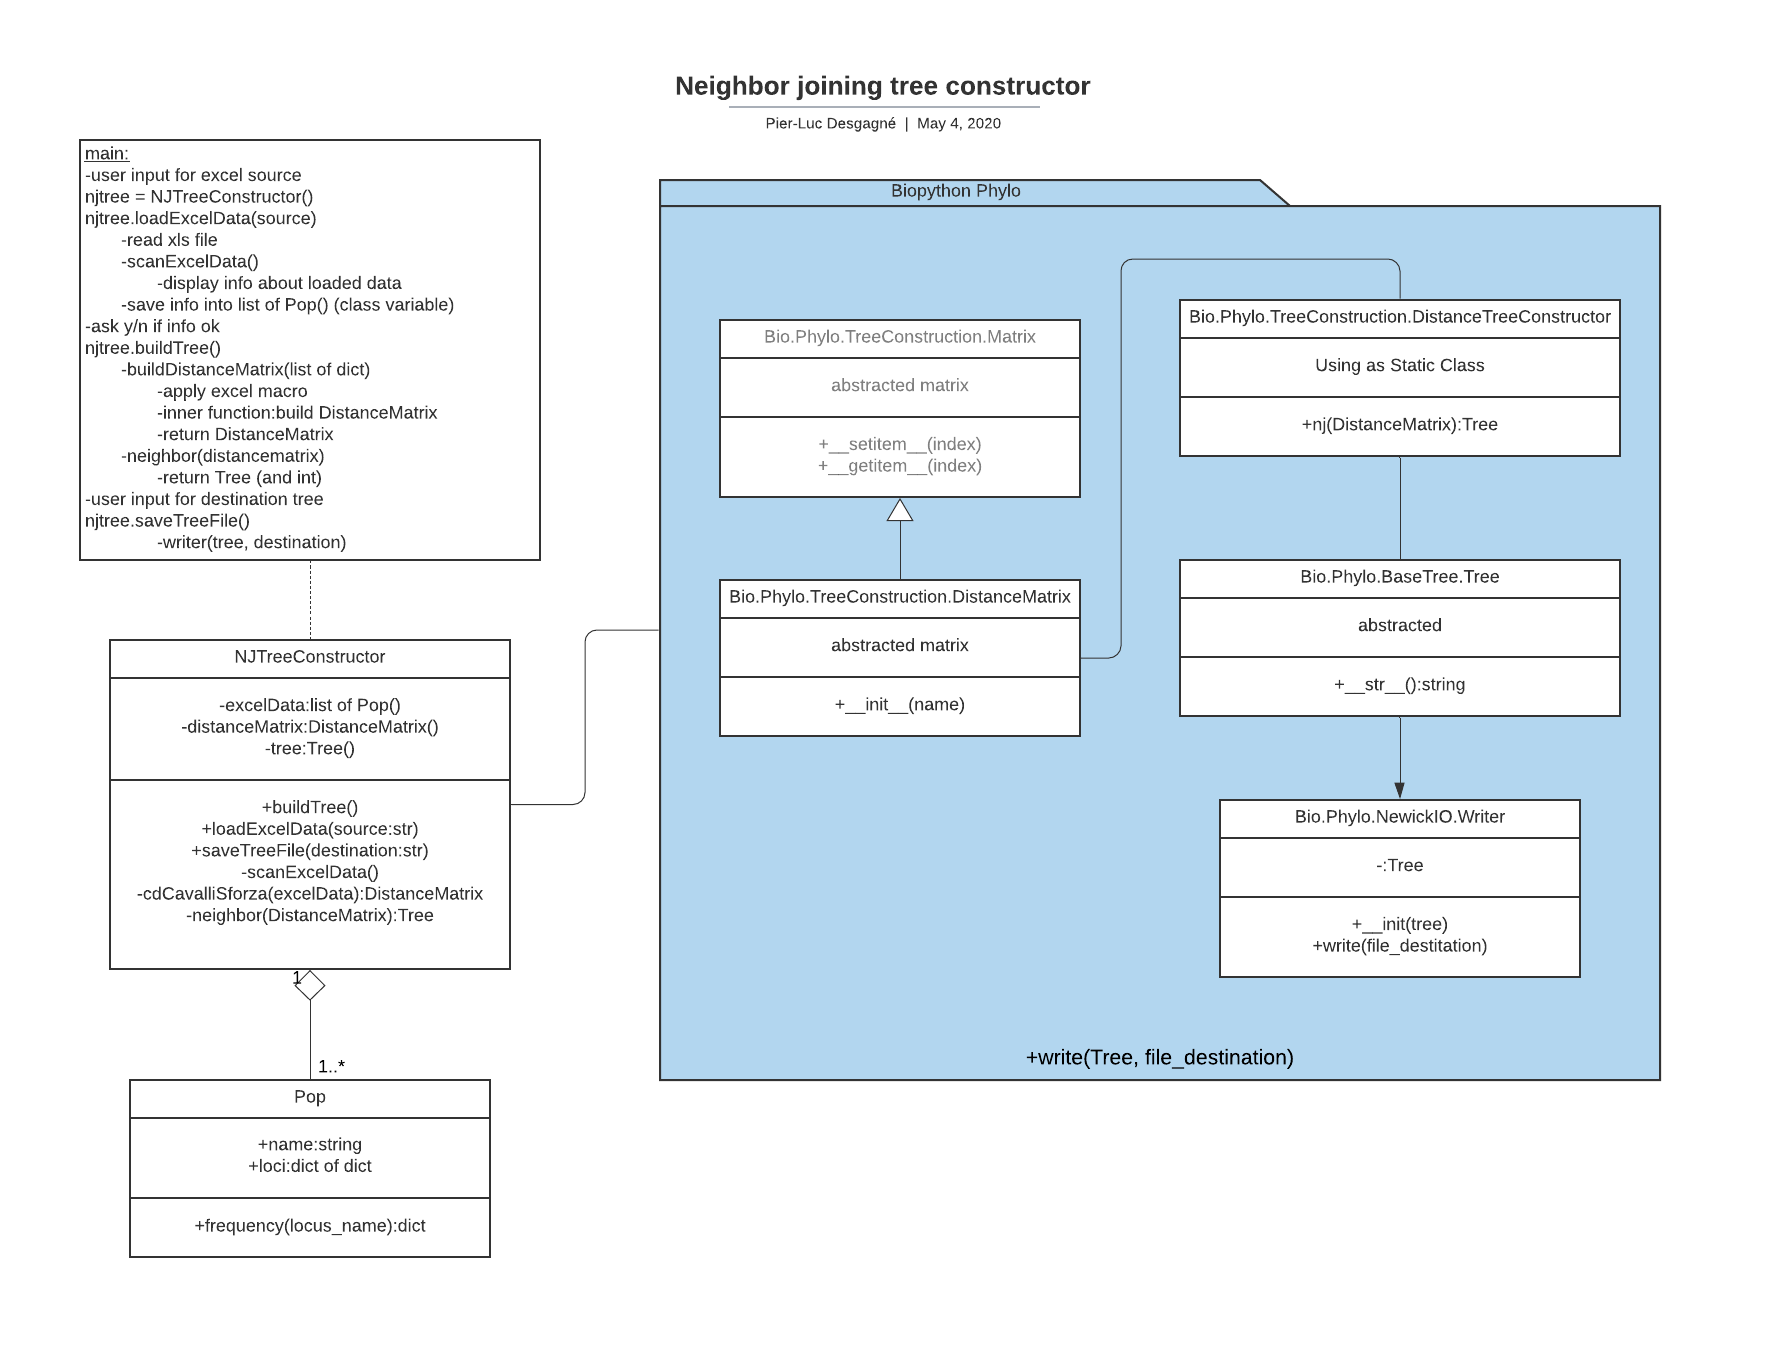 Neighbor joining tree constructor
Pier-Luc Desgagné | May 4, 2020
main:
-user input for excel source
njtree = NJTreeConstructor()
njtree.loadExcelData(source)
-read xls file
-scanExcelData()
-display info about loaded data
-save info into list of Pop() (class variable)
-ask y/n if info ok
njtree.buildTree()
-buildDistanceMatrix(list of dict)
-apply excel macro
-inner function:build DistanceMatrix
-return DistanceMatrix
-neighbor(distancematrix)
-return Tree (and int)
-user input for destination tree
njtree.saveTreeFile()
-writer(tree, destination)
NJTreeConstructor
-excelData:list of Pop()
-distanceMatrix:DistanceMatrix()
-tree:Tree()
+buildTree()
+loadExcelData(source:str)
+saveTreeFile(destination:str)
-scanExcelData()
-cdCavalliSforza(excelData):DistanceMatrix
-neighbor(DistanceMatrix):Tree
1
1..*
Pop
+name:string
+loci:dict of dict
+frequency(locus_name):dict
Biopython Phylo
Bio.Phylo.TreeConstruction.Matrix
abstracted matrix
+__setitem__(index)
+__getitem__(index)
Bio.Phylo.TreeConstruction.DistanceMatrix
abstracted matrix
+__init__(name)
Bio.Phylo.TreeConstruction.DistanceTreeConstructor
Using as Static Class
+nj(DistanceMatrix):Tree
Bio.Phylo.BaseTree.Tree
abstracted
+__str__():string
Bio.Phylo.NewickIO.Writer
-:Tree
+__init(tree)
+write(file_destitation)
+write(Tree, file_destination)